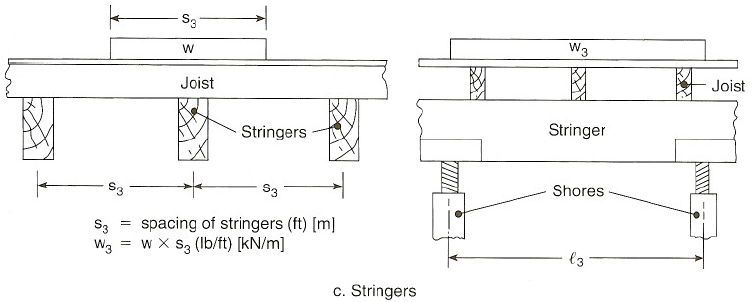 s₃
w
Joist
Stringers
s₃ s₃
s₃ = spacing of stringers (ft) [m]
w₃ = w × s₃ (lb/ft) [kN/m]
w₃
Joist
Stringer
Shores
ℓ₃
c. Stringers